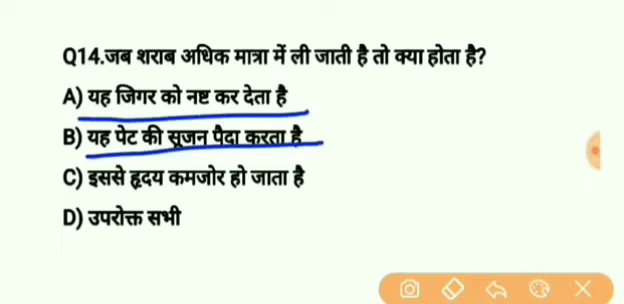 Q14.जब शराब अधिक मात्रा में ली जाती है तो क्या होता है?
A) यह जिगर को नष्ट कर देता है
B) यह पेट की सूजन पैदा करता है
C) इससे हृदय कमजोर हो जाता है
D) उपरोक्त सभी